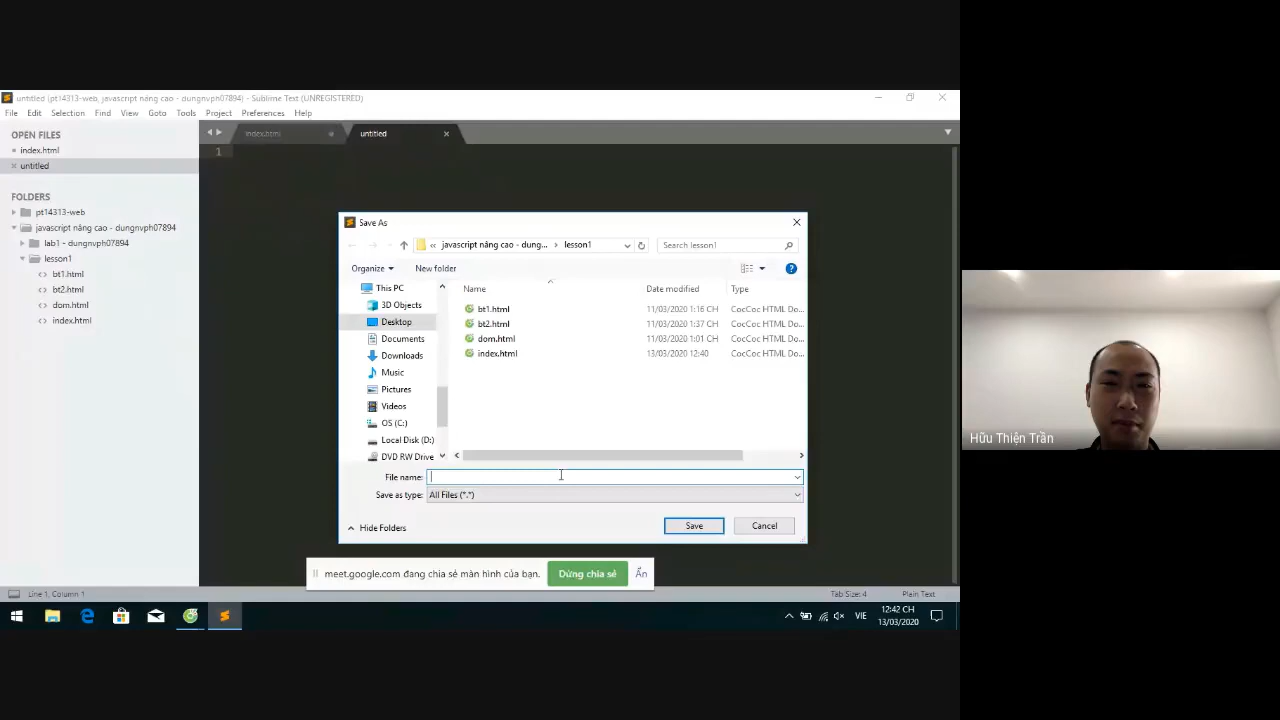 untitled (pt14313-web, javascript nâng cao - dungnvph07894) - Sublime Text (UNREGISTERED)
File Edit Selection Find View Goto Tools Project Preferences Help
OPEN FILES
index.html
untitled
FOLDERS
pt14313-web
javascript nâng cao - dungnvph07894
lab1 - dungnvph07894
lesson1
bt1.html
bt2.html
dom.html
index.html
index.html untitled
1
Save As
« javascript nâng cao - dung... › lesson1
Search lesson1
Organize New folder
This PC
3D Objects
Desktop
Documents
Downloads
Music
Pictures
Videos
OS (C:)
Local Disk (D:)
DVD RW Drive
Name Date modified Type
bt1.html 11/03/2020 1:16 CH CocCoc HTML Do...
bt2.html 11/03/2020 1:37 CH CocCoc HTML Do...
dom.html 11/03/2020 1:01 CH CocCoc HTML Do...
index.html 13/03/2020 12:40 CocCoc HTML Do...
File name:
Save as type: All Files (*.*)
Hide Folders Save Cancel
meet.google.com đang chia sẻ màn hình của bạn. Dừng chia sẻ Ẩn
Line 1, Column 1 Tab Size: 4 Plain Text
VIE 12:42 CH
13/03/2020
Hữu Thiện Trần